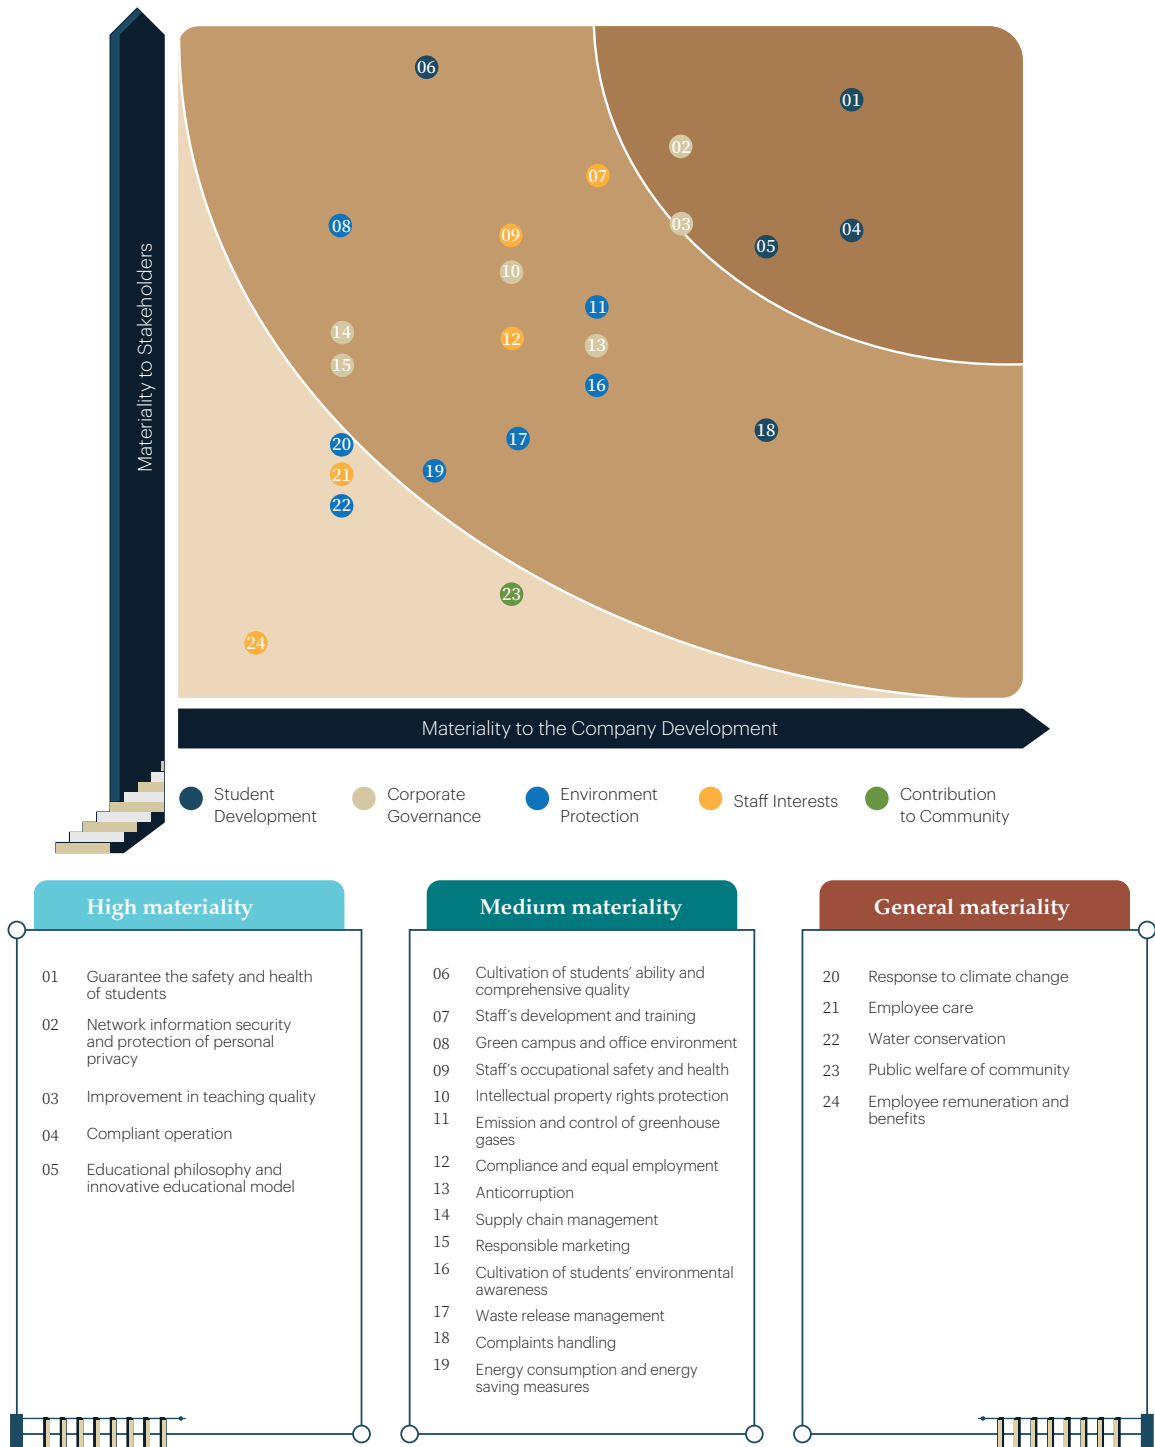 06
01
02
07
03
04
05
08
09
10
11
12
13
14
15
16
17
18
19
20
21
22
23
24
Materiality to Stakeholders
Materiality to the Company Development
Student
Development
Corporate
Governance
Environment
Protection
Staff Interests
Contribution
to Community
High materiality
01 Guarantee the safety and health
of students
02 Network information security
and protection of personal
privacy
03 Improvement in teaching quality
04 Compliant operation
05 Educational philosophy and
innovative educational model
Medium materiality
06 Cultivation of students' ability and
comprehensive quality
07 Staff's development and training
08 Green campus and office environment
09 Staff's occupational safety and health
10 Intellectual property rights protection
11 Emission and control of greenhouse
gases
12 Compliance and equal employment
13 Anticorruption
14 Supply chain management
15 Responsible marketing
16 Cultivation of students' environmental
awareness
17 Waste release management
18 Complaints handling
19 Energy consumption and energy
saving measures
General materiality
20 Response to climate change
21 Employee care
22 Water conservation
23 Public welfare of community
24 Employee remuneration and
benefits